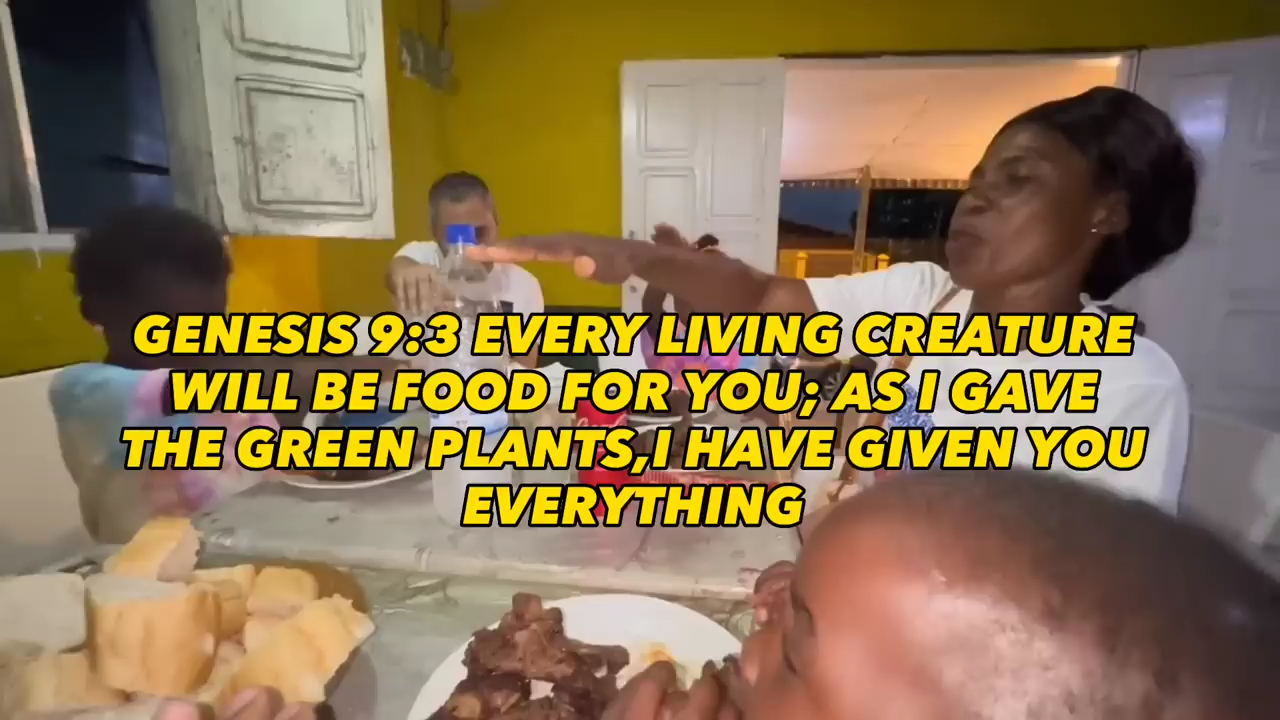 GENESIS 9:3 EVERY LIVING CREATURE
WILL BE FOOD FOR YOU; AS I GAVE
THE GREEN PLANTS,I HAVE GIVEN YOU
EVERYTHING